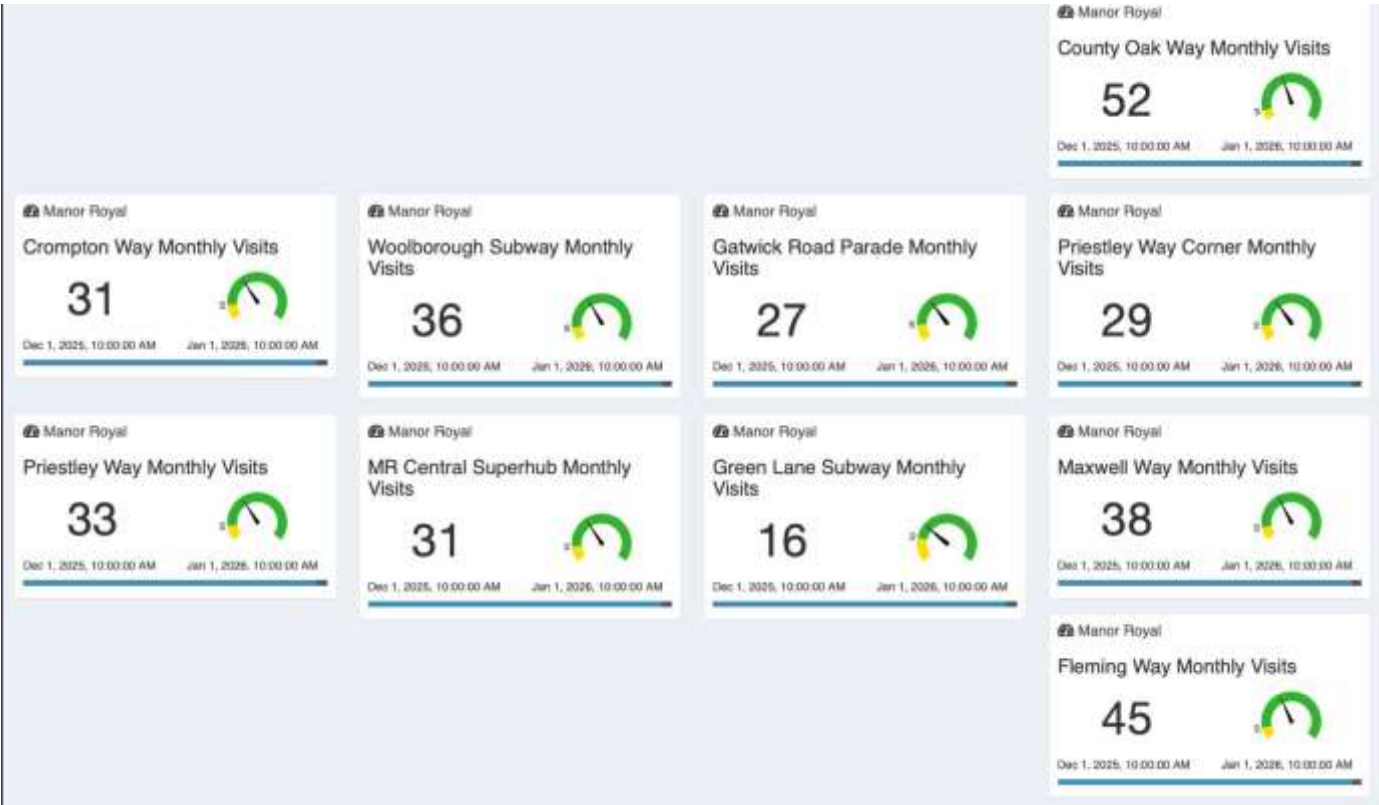 Manor Royal
County Oak Way Monthly Visits
52
Dec 1, 2025, 10:00:00 AM Jan 1, 2026, 10:00:00 AM
Manor Royal
Crompton Way Monthly Visits
31
Dec 1, 2025, 10:00:00 AM Jan 1, 2026, 10:00:00 AM
Manor Royal
Woolborough Subway Monthly
Visits
36
Dec 1, 2025, 10:00:00 AM Jan 1, 2026, 10:00:00 AM
Manor Royal
Gatwick Road Parade Monthly
Visits
27
Dec 1, 2025, 10:00:00 AM Jan 1, 2026, 10:00:00 AM
Manor Royal
Priestley Way Corner Monthly
Visits
29
Dec 1, 2025, 10:00:00 AM Jan 1, 2026, 10:00:00 AM
Manor Royal
Priestley Way Monthly Visits
33
Dec 1, 2025, 10:00:00 AM Jan 1, 2026, 10:00:00 AM
Manor Royal
MR Central Superhub Monthly
Visits
31
Dec 1, 2025, 10:00:00 AM Jan 1, 2026, 10:00:00 AM
Manor Royal
Green Lane Subway Monthly
Visits
16
Dec 1, 2025, 10:00:00 AM Jan 1, 2026, 10:00:00 AM
Manor Royal
Maxwell Way Monthly Visits
38
Dec 1, 2025, 10:00:00 AM Jan 1, 2026, 10:00:00 AM
Manor Royal
Fleming Way Monthly Visits
45
Dec 1, 2025, 10:00:00 AM Jan 1, 2026, 10:00:00 AM